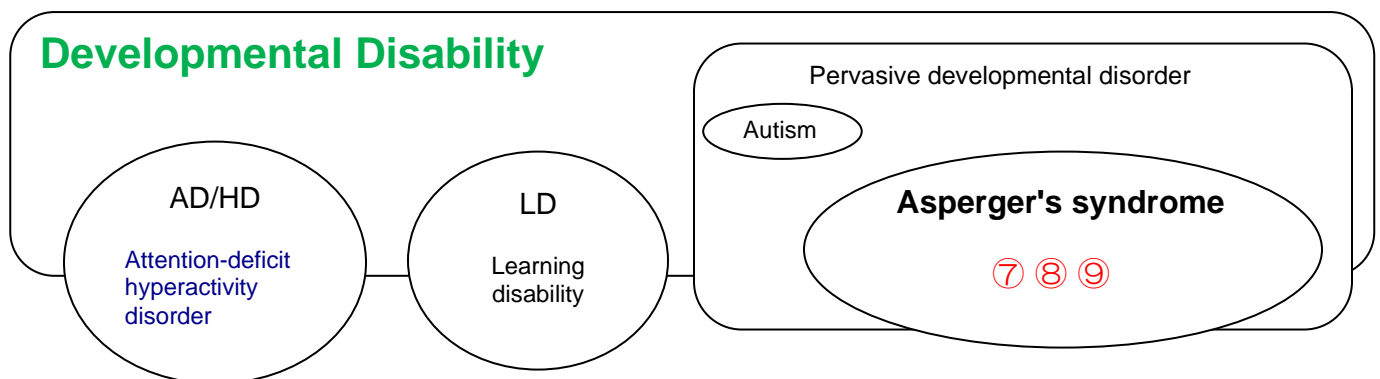 Developmental Disability
Pervasive developmental disorder
Autism
AD/HD
Attention-deficit
hyperactivity
disorder
LD
Learning
disability
Asperger's syndrome
⑦ ⑧ ⑨